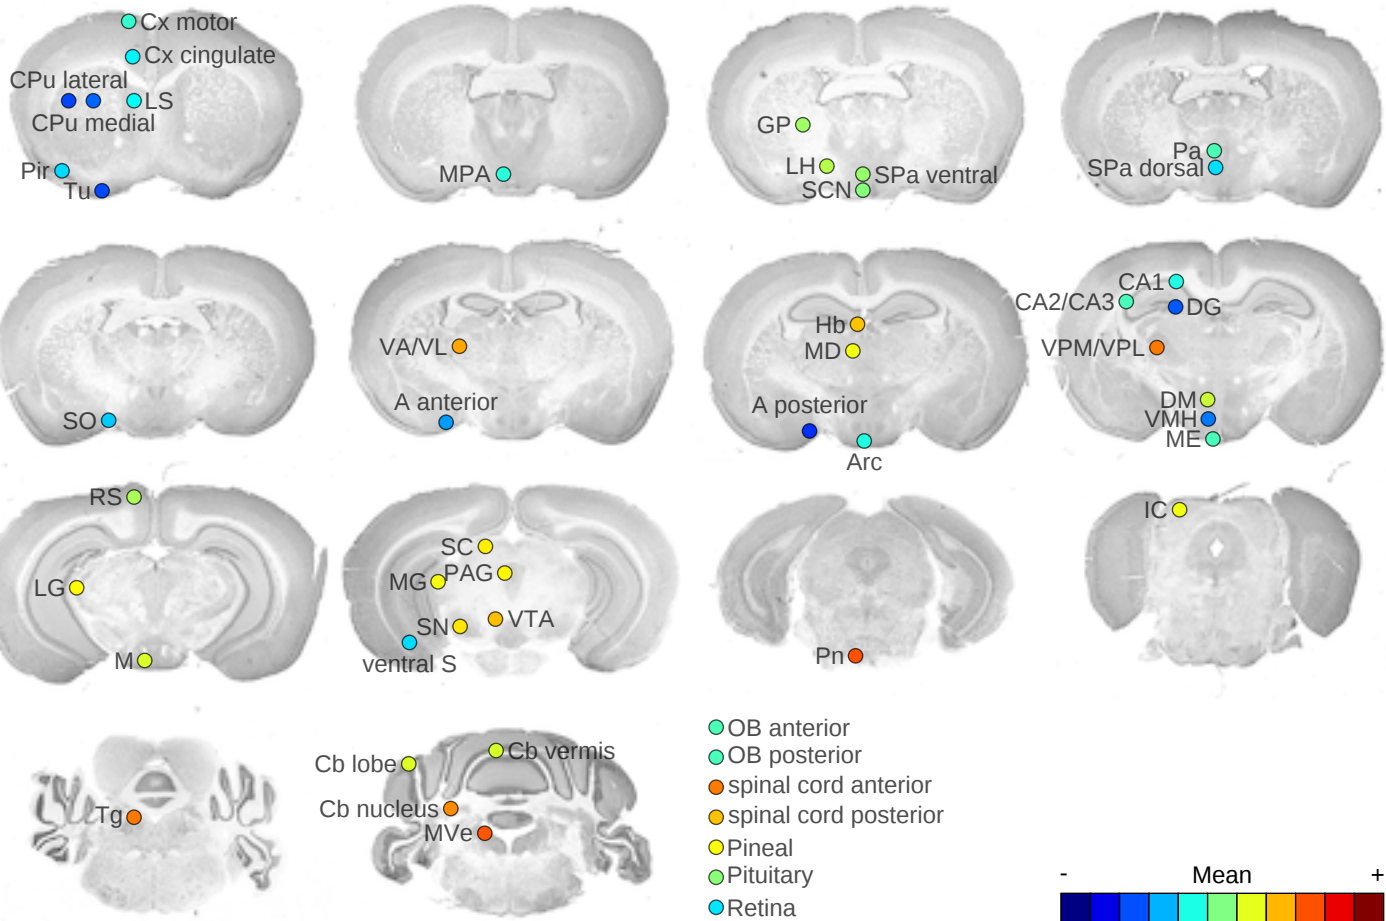 Cx motor
Cx cingulate
CPu lateral
LS
CPu medial
Pir
Tu
MPA
GP
LH
SPa ventral
SCN
Pa
SPa dorsal
SO
VA/VL
A anterior
Hb
MD
A posterior
Arc
CA1
CA2/CA3
DG
VPM/VPL
DM
VMH
ME
RS
LG
M
SC
MG
PAG
SN
VTA
ventral S
Pn
IC
Tg
Cb lobe
Cb vermis
Cb nucleus
MVe
OB anterior
OB posterior
spinal cord anterior
spinal cord posterior
Pineal
Pituitary
Retina
- Mean +